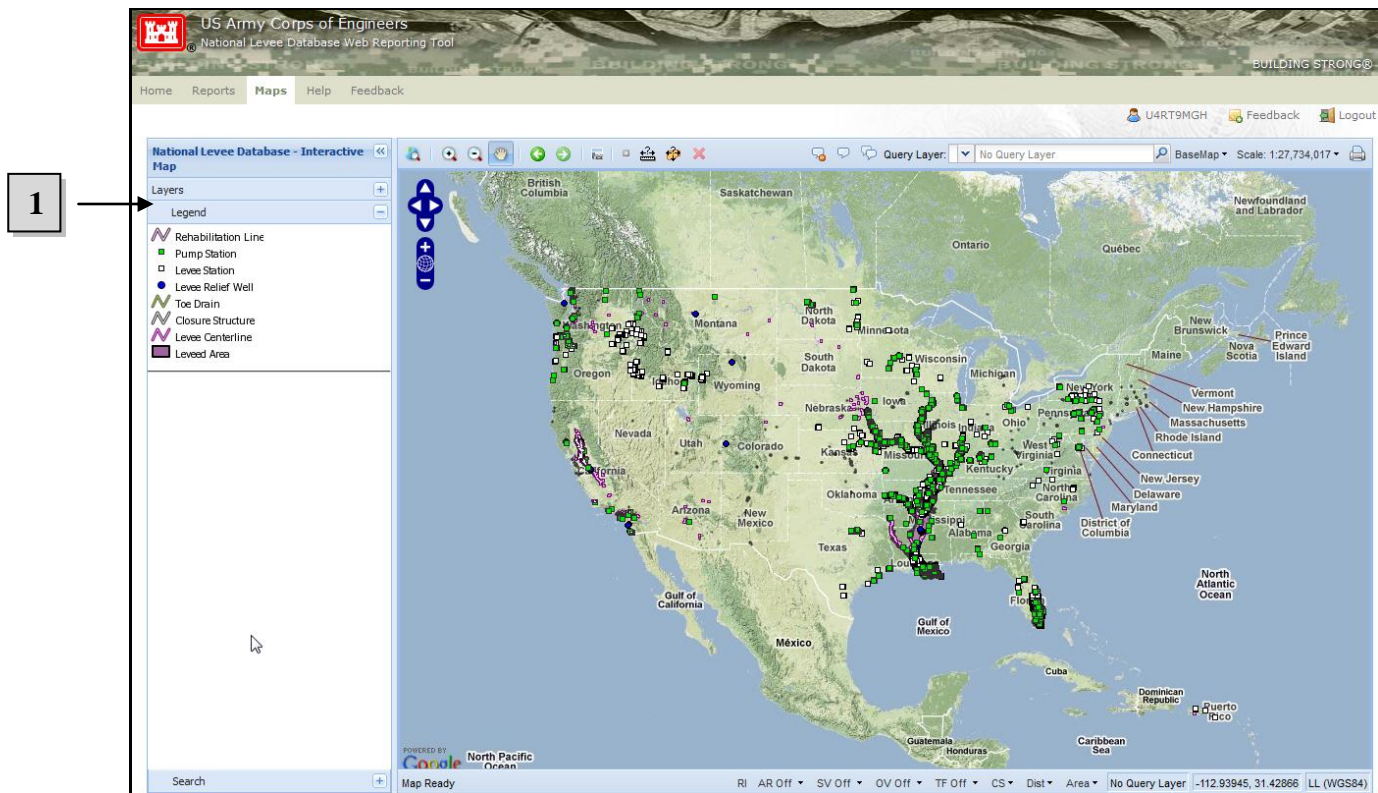 US Army Corps of Engineers
National Levee Database Web Reporting Tool
BUILDING STRONG®
Home Reports Maps Help Feedback
U4RT9MGH Feedback Logout
National Levee Database - Interactive
Map
Query Layer: No Query Layer BaseMap Scale: 1:27,734,017
Layers
1
Legend
Rehabilitation Line
Pump Station
Levee Station
Levee Relief Well
Toe Drain
Closure Structure
Levee Centerline
Leveed Area
British
Columbia
Saskatchewan
Newfoundland
and Labrador
Ontario
Québec
North
Dakota
Montana
Washington
Minnesota
New
Brunswick
Prince
Edward
Island
Nova
Scotia
Maine
South
Dakota
Wisconsin
Michigan
Oregon
Idaho
Wyoming
New York
Vermont
New Hampshire
Massachusetts
Rhode Island
Connecticut
New Jersey
Delaware
Maryland
District of
Columbia
Nebraska
Iowa
Illinois
Indiana
Ohio
Nevada
Utah
Colorado
Kansas
Missouri
West
Virginia
Virginia
Kentucky
Oklahoma
Tennessee
North
Carolina
Arizona
New
Mexico
South
Carolina
Alabama
Georgia
Texas
North
Atlantic
Ocean
Gulf of
California
Gulf of
Mexico
México
Cuba
Dominican
Republic
Puerto
Rico
Guatemala
Honduras
Caribbean
Sea
POWERED BY
Google
North Pacific
Ocean
Search
Map Ready RI AR Off SV Off OV Off TF Off CS Dist Area No Query Layer -112.93945, 31.42866 LL (WGS84)